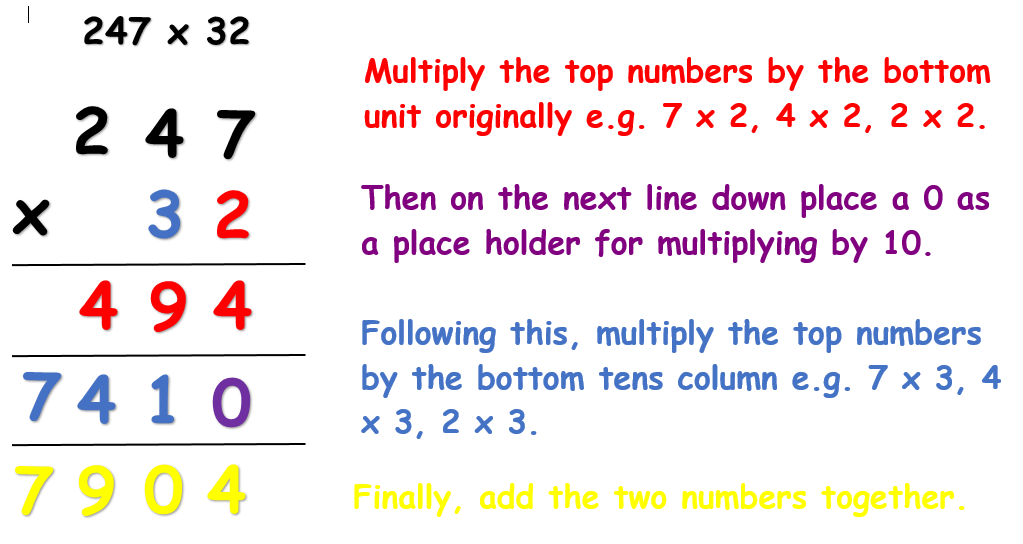 247 x 32
2 4 7
x 3 2
4 9 4
7 4 1 0
7 9 0 4
Multiply the top numbers by the bottom
unit originally e.g. 7 x 2, 4 x 2, 2 x 2.
Then on the next line down place a 0 as
a place holder for multiplying by 10.
Following this, multiply the top numbers
by the bottom tens column e.g. 7 x 3, 4
x 3, 2 x 3.
Finally, add the two numbers together.